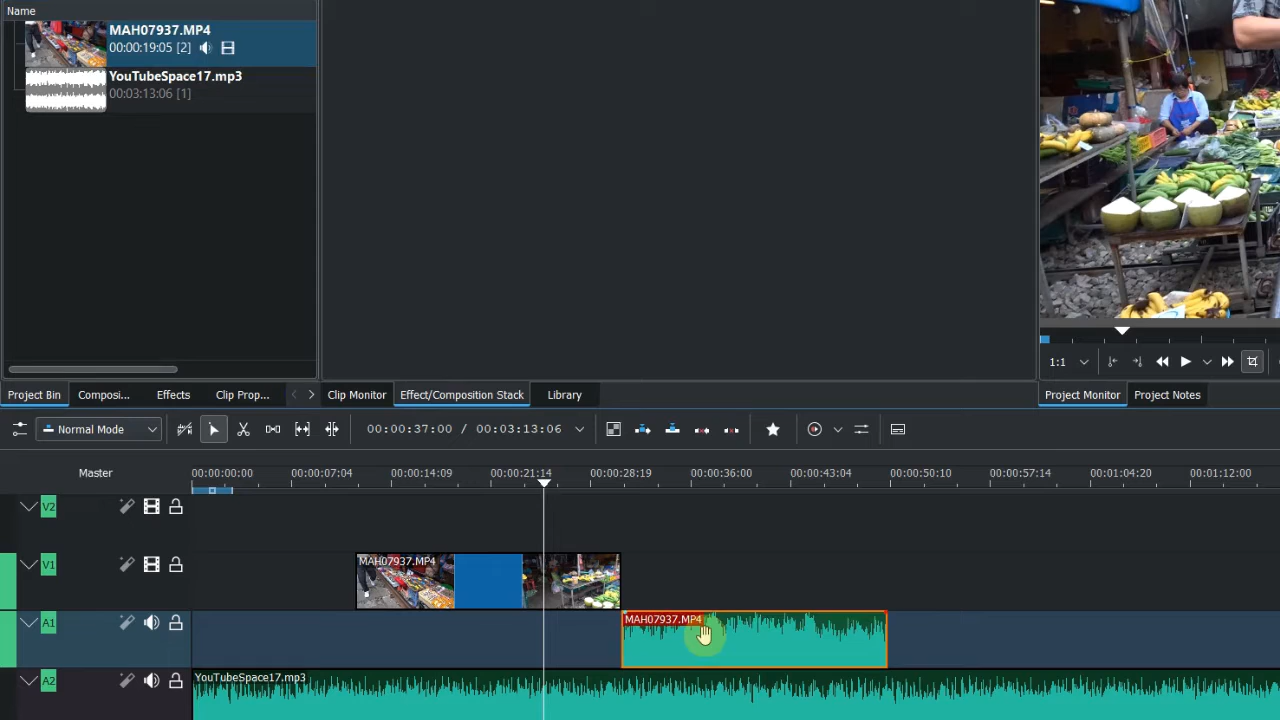 Name
MAH07937.MP4
00:00:19:05 [2]
YouTubeSpace17.mp3
00:03:13:06 [1]
Project Bin
Composi...
Effects
Clip Prop...
Clip Monitor
Effect/Composition Stack
Library
1:1
Project Monitor
Project Notes
Normal Mode
00:00:37:00 / 00:03:13:06
Master
00:00:00:00
00:00:07:04
00:00:14:09
00:00:21:14
00:00:28:19
00:00:36:00
00:00:43:04
00:00:50:10
00:00:57:14
00:01:04:20
00:01:12:00
V2
V1
MAH07937.MP4
A1
MAH07937.MP4
A2
YouTubeSpace17.mp3